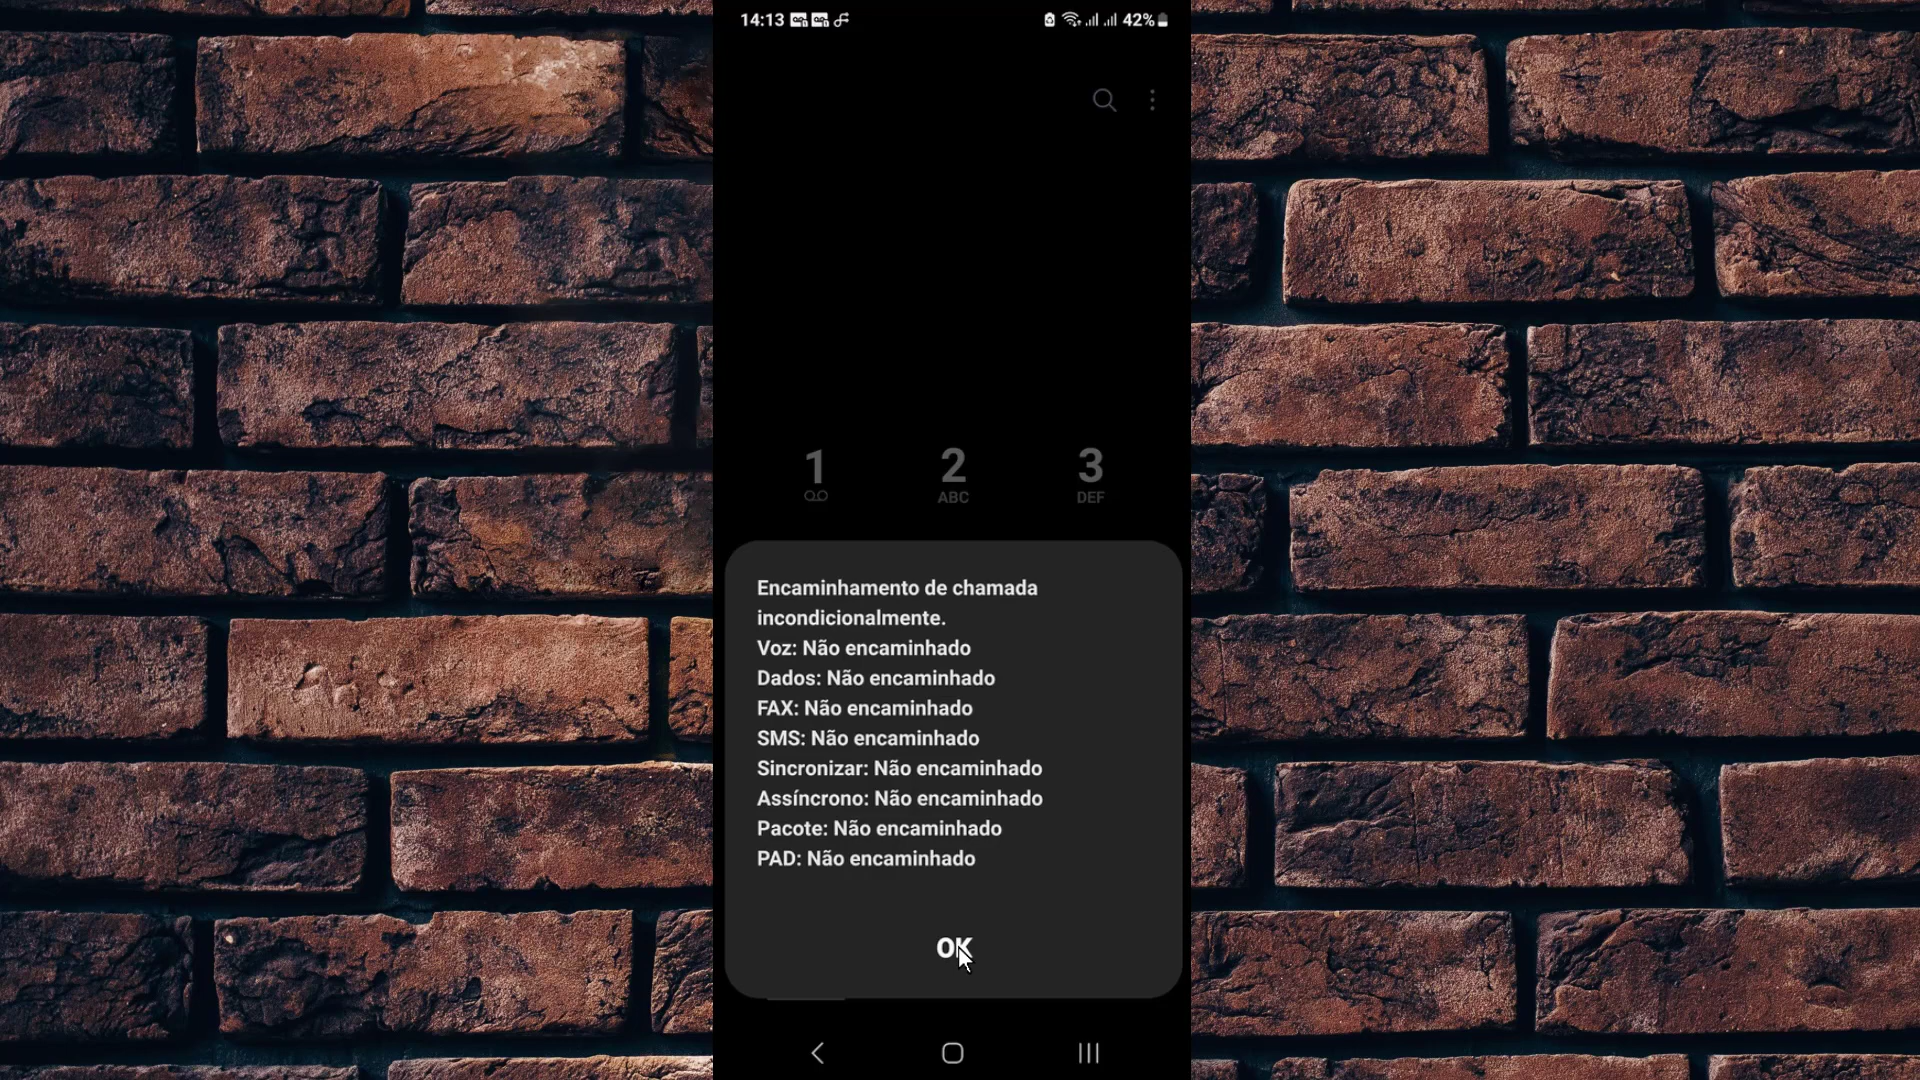 14:13
42%
1 2 3
ABC DEF
Encaminhamento de chamada
incondicionalmente.
Voz: Não encaminhado
Dados: Não encaminhado
FAX: Não encaminhado
SMS: Não encaminhado
Sincronizar: Não encaminhado
Assíncrono: Não encaminhado
Pacote: Não encaminhado
PAD: Não encaminhado
OK